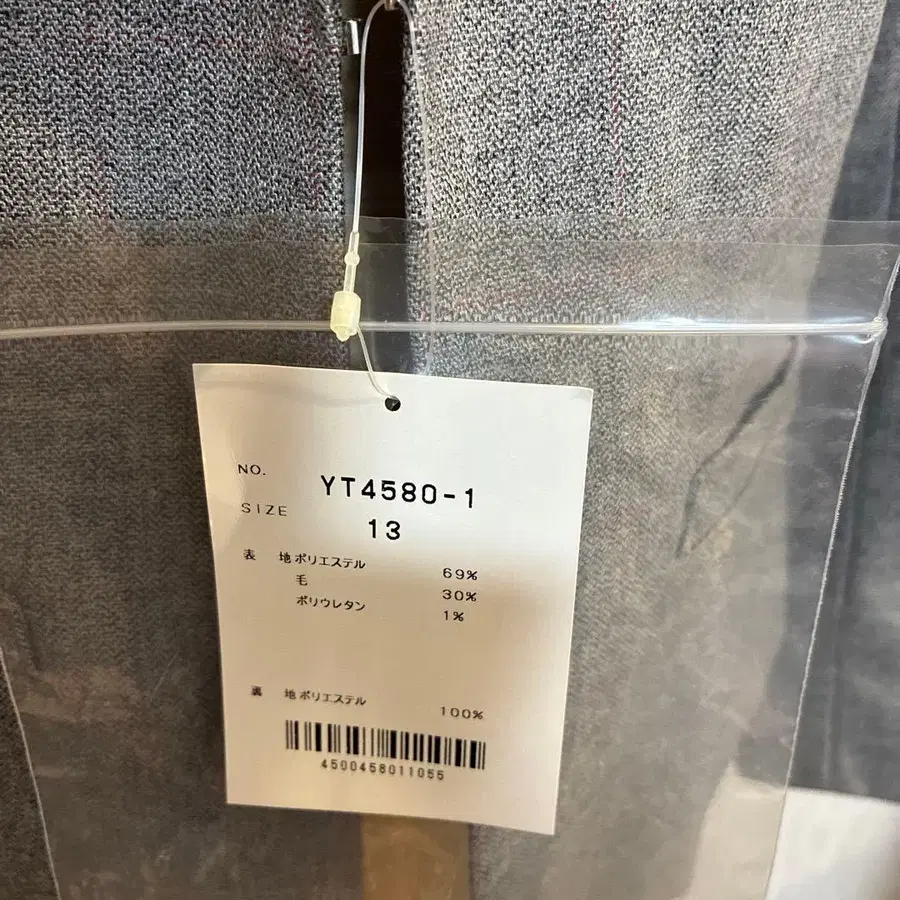 NO. YT4580-1
SIZE 13
表 地 ポリエステル 69%
毛 30%
ポリウレタン 1%
裏 地 ポリエステル 100%
4500458011055